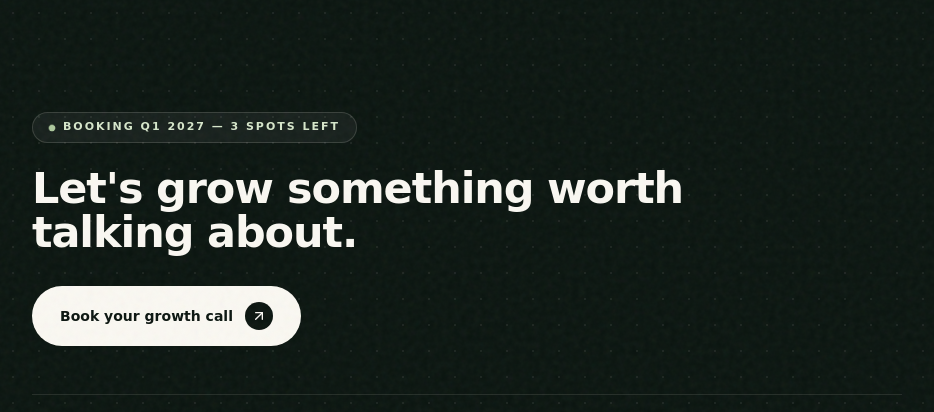 BOOKING Q1 2027 — 3 SPOTS LEFT
Let's grow something worth
talking about.
Book your growth call